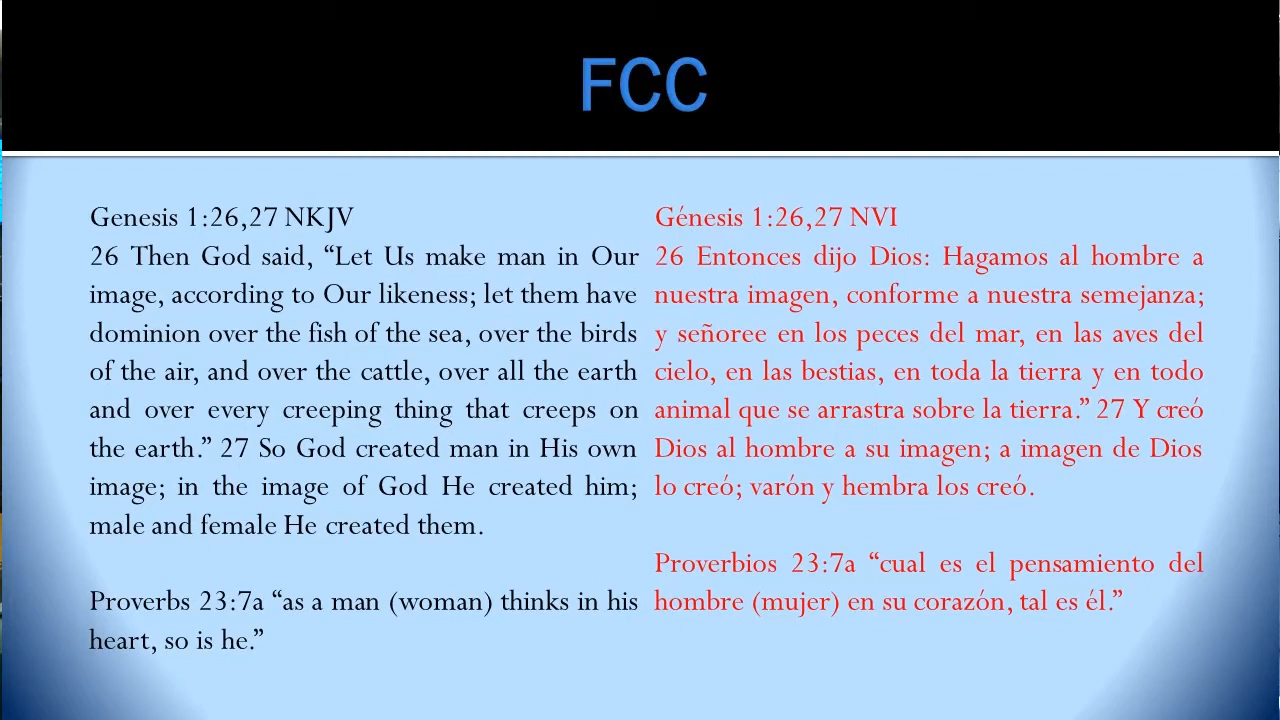 FCC
Genesis 1:26,27 NKJV
26 Then God said, “Let Us make man in Our
image, according to Our likeness; let them have
dominion over the fish of the sea, over the birds
of the air, and over the cattle, over all the earth
and over every creeping thing that creeps on
the earth.” 27 So God created man in His own
image; in the image of God He created him;
male and female He created them.
Proverbs 23:7a “as a man (woman) thinks in his
heart, so is he.”
Génesis 1:26,27 NVI
26 Entonces dijo Dios: Hagamos al hombre a
nuestra imagen, conforme a nuestra semejanza;
y señoree en los peces del mar, en las aves del
cielo, en las bestias, en toda la tierra y en todo
animal que se arrastra sobre la tierra.” 27 Y creó
Dios al hombre a su imagen; a imagen de Dios
lo creó; varón y hembra los creó.
Proverbios 23:7a “cual es el pensamiento del
hombre (mujer) en su corazón, tal es él.”